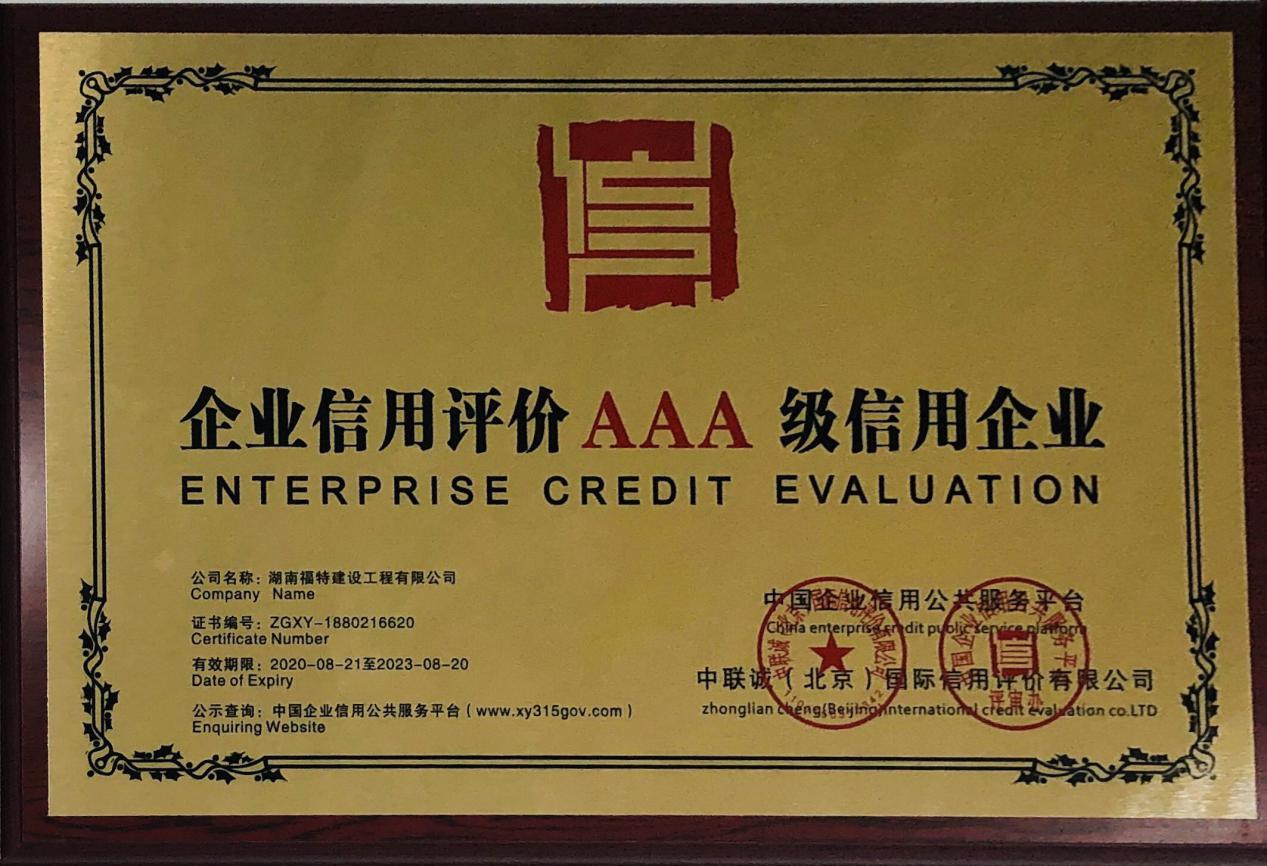 信
企业信用评价AAA 级信用企业
ENTERPRISE CREDIT EVALUATION
公司名称：湖南福特建设工程有限公司
Company Name
证书编号：ZGXY-1880216620
Certificate Number
有效期限：2020-08-21至2023-08-20
Date of Expiry
公示查询：中国企业信用公共服务平台（www.xy315gov.com）
Enquiring Website
中国企业信用公共服务平台
China enterprise credit public service platform
中联诚（北京）国际信用评价有限公司
zhonglian cheng(Beijing)international credit evaluation co.LTD
评审办